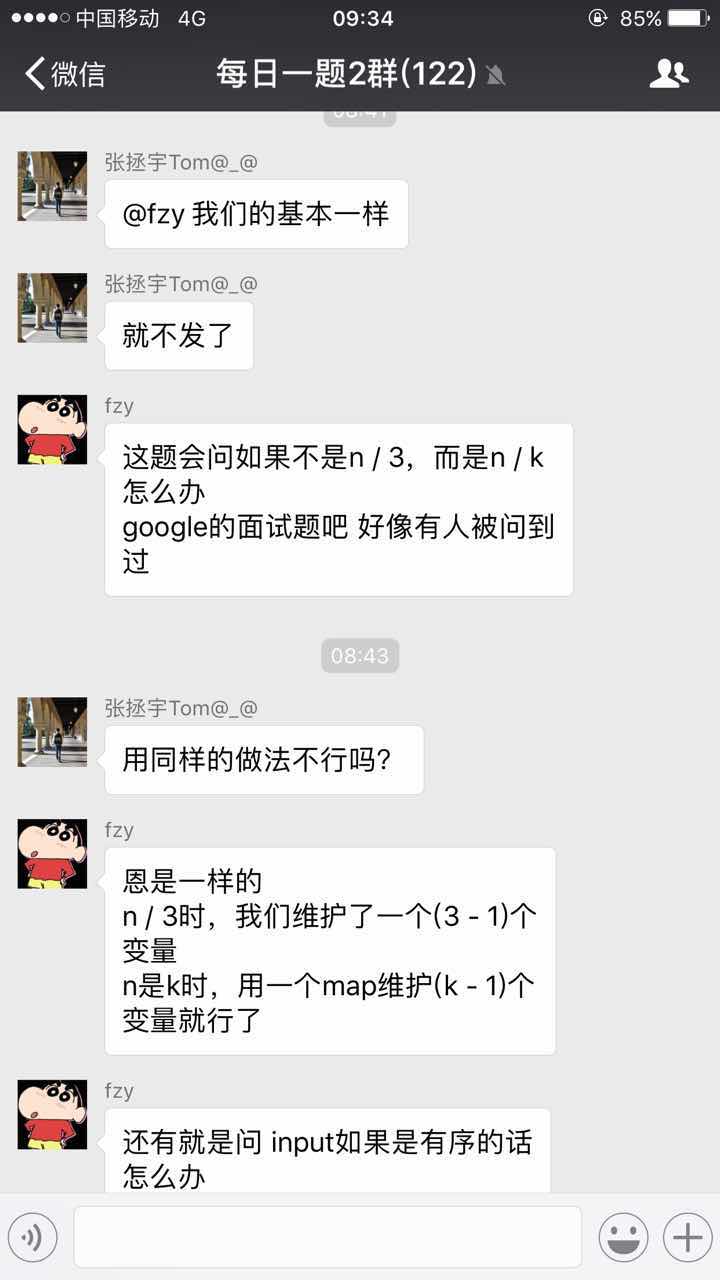 中国移动 4G 09:34 85%
微信 每日一题2群(122)
08:41
张拯宇Tom@_@
@fzy 我们的基本一样
张拯宇Tom@_@
就不发了
fzy
这题会问如果不是n / 3，而是n / k
怎么办
google的面试题吧 好像有人被问到
过
08:43
张拯宇Tom@_@
用同样的做法不行吗?
fzy
恩是一样的
n / 3时，我们维护了一个(3 - 1)个
变量
n是k时，用一个map维护(k - 1)个
变量就行了
fzy
还有就是问 input如果是有序的话
怎么办